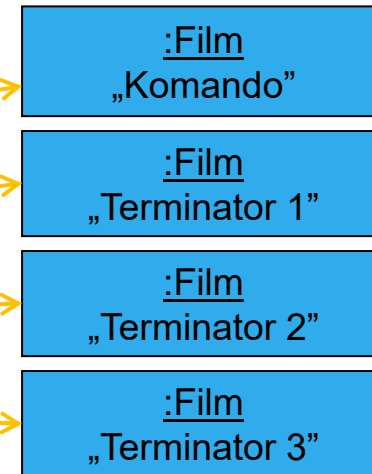 :Film
„Komando”
:Film
„Terminator 1”
:Film
„Terminator 2”
:Film
„Terminator 3”